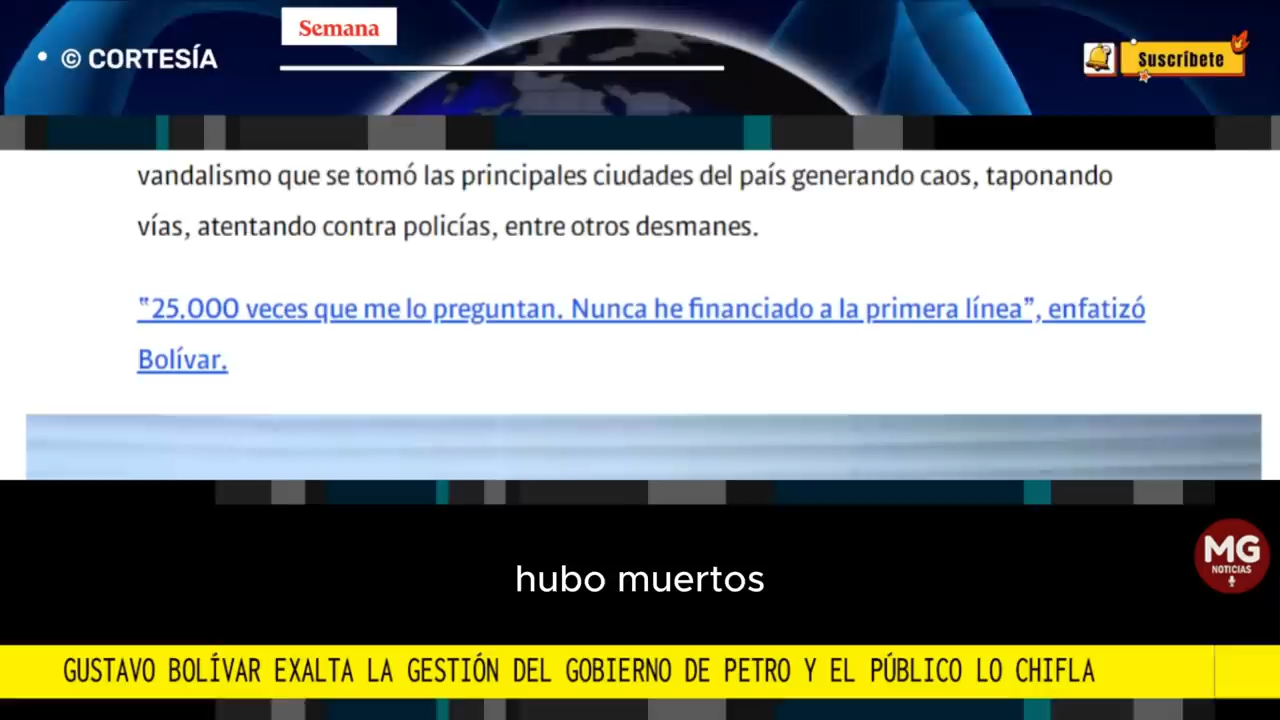 Semana
• © CORTESÍA
Suscríbete
vandalismo que se tomó las principales ciudades del país generando caos, taponando
vías, atentando contra policías, entre otros desmanes.
“25.000 veces que me lo preguntan. Nunca he financiado a la primera línea”, enfatizó
Bolívar.
hubo muertos
MG
NOTICIAS
GUSTAVO BOLÍVAR EXALTA LA GESTIÓN DEL GOBIERNO DE PETRO Y EL PÚBLICO LO CHIFLA